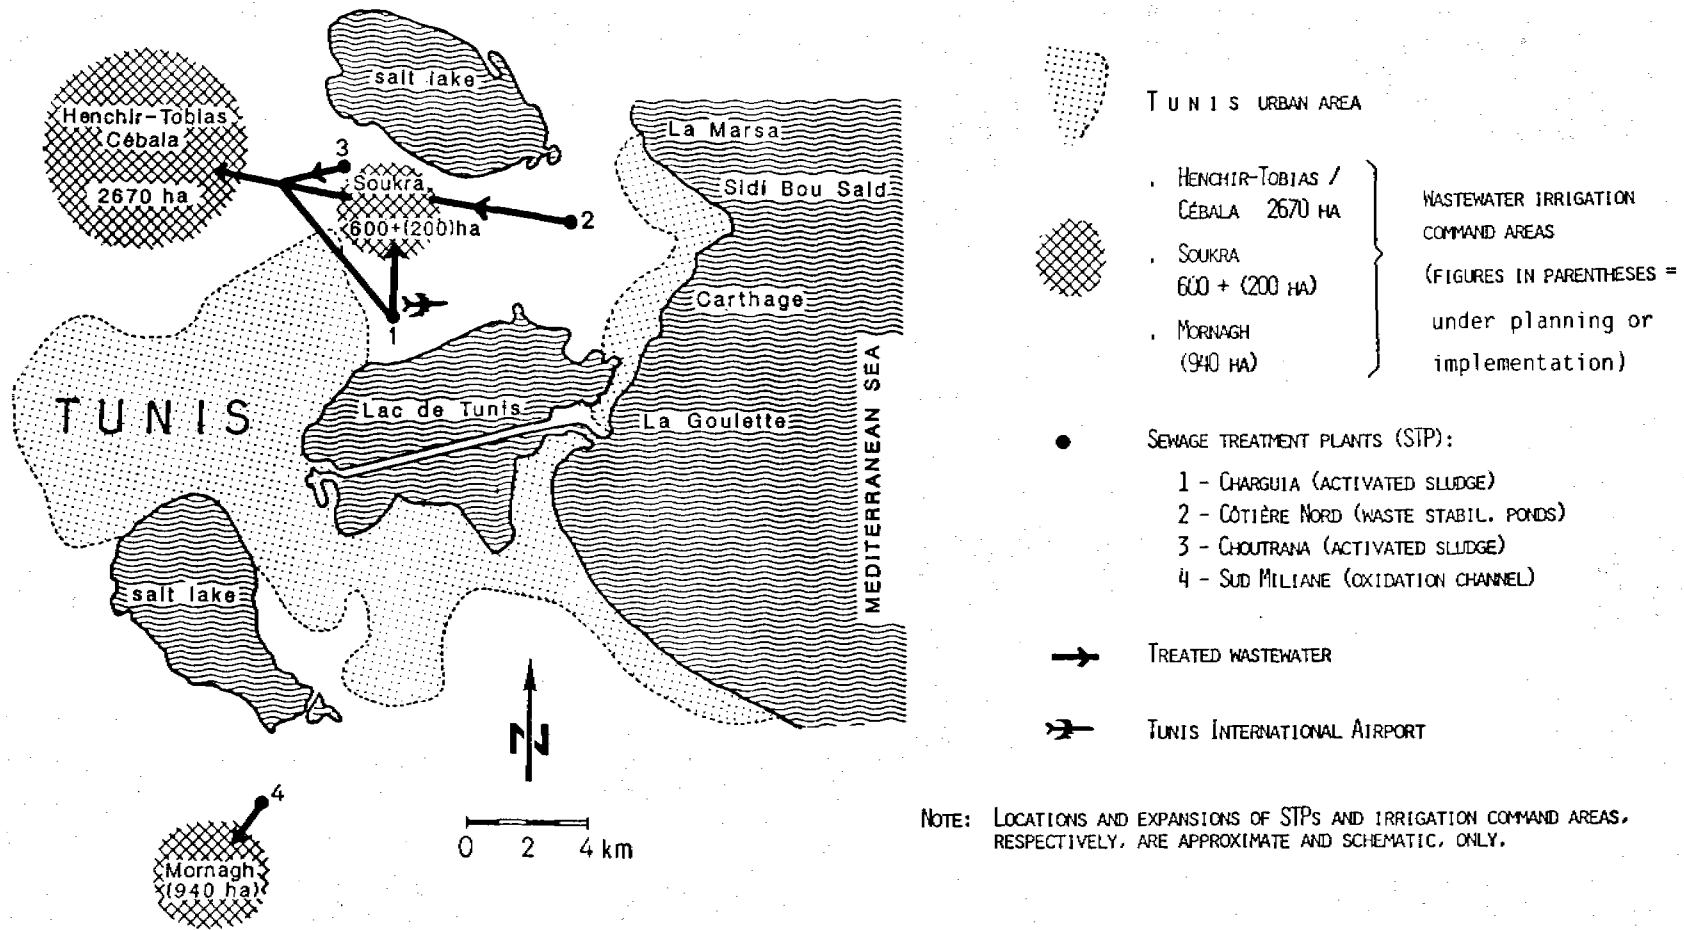 salt lake
Henchir-Tobias
Cébala
2670 ha
3
Soukra
600+(200)ha
2
1
La Marsa
Sidi Bou Saïd
Carthage
La Goulette
MEDITERRANEAN SEA
TUNIS
Lac de Tunis
salt lake
N
0 2 4 km
4
Mornagh
(940 ha)
TUNIS URBAN AREA
. HENCHIR-TOBIAS /
CÉBALA 2670 HA
. SOUKRA
600 + (200 HA)
. MORNAGH
(940 HA)
WASTEWATER IRRIGATION
COMMAND AREAS
(FIGURES IN PARENTHESES =
under planning or
implementation)
SEWAGE TREATMENT PLANTS (STP):
1 - CHARGUIA (ACTIVATED SLUDGE)
2 - CÔTIÈRE NORD (WASTE STABIL. PONDS)
3 - CHOUTRANA (ACTIVATED SLUDGE)
4 - SUD MILIANE (OXIDATION CHANNEL)
TREATED WASTEWATER
TUNIS INTERNATIONAL AIRPORT
NOTE: LOCATIONS AND EXPANSIONS OF STPs AND IRRIGATION COMMAND AREAS,
RESPECTIVELY, ARE APPROXIMATE AND SCHEMATIC, ONLY.